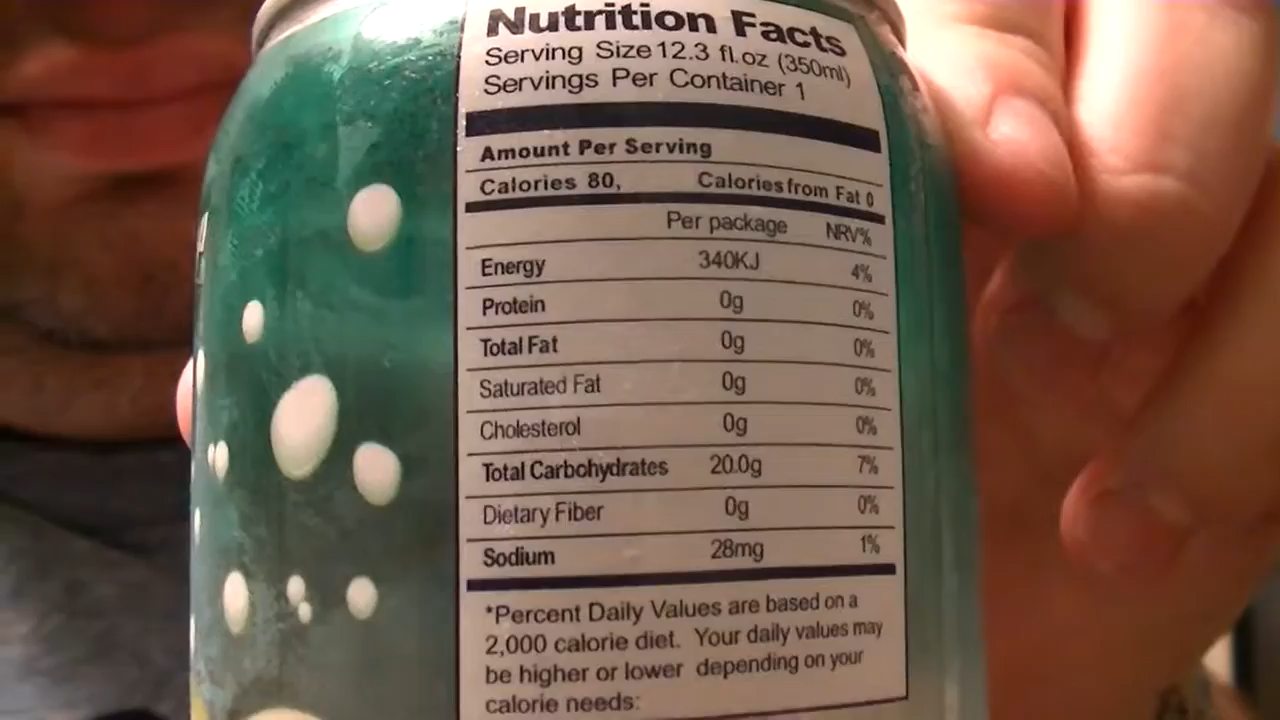 Nutrition Facts
Serving Size 12.3 fl.oz (350ml)
Servings Per Container 1
Amount Per Serving
Calories 80, Calories from Fat 0
Per package NRV%
Energy 340KJ 4%
Protein 0g 0%
Total Fat 0g 0%
Saturated Fat 0g 0%
Cholesterol 0g 0%
Total Carbohydrates 20.0g 7%
Dietary Fiber 0g 0%
Sodium 28mg 1%
*Percent Daily Values are based on a
2,000 calorie diet. Your daily values may
be higher or lower depending on your
calorie needs: